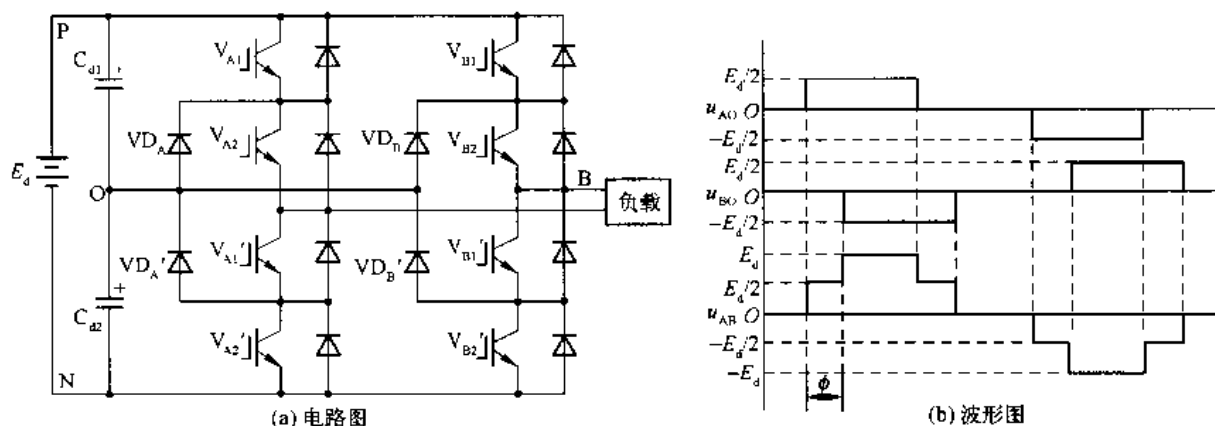 P
C_d1
+
E_d
O
C_d2
+
N
V_A1
V_A2
VD_A
V_A1′
VD_A′
V_A2′
V_B1
V_B2
VD_B
B
负载
V_B1′
VD_B′
V_B2′
(a) 电路图
E_d/2
u_AO O
−E_d/2
E_d/2
u_BO O
−E_d/2
E_d
E_d/2
u_AB O
−E_d/2
−E_d
ϕ
(b) 波形图